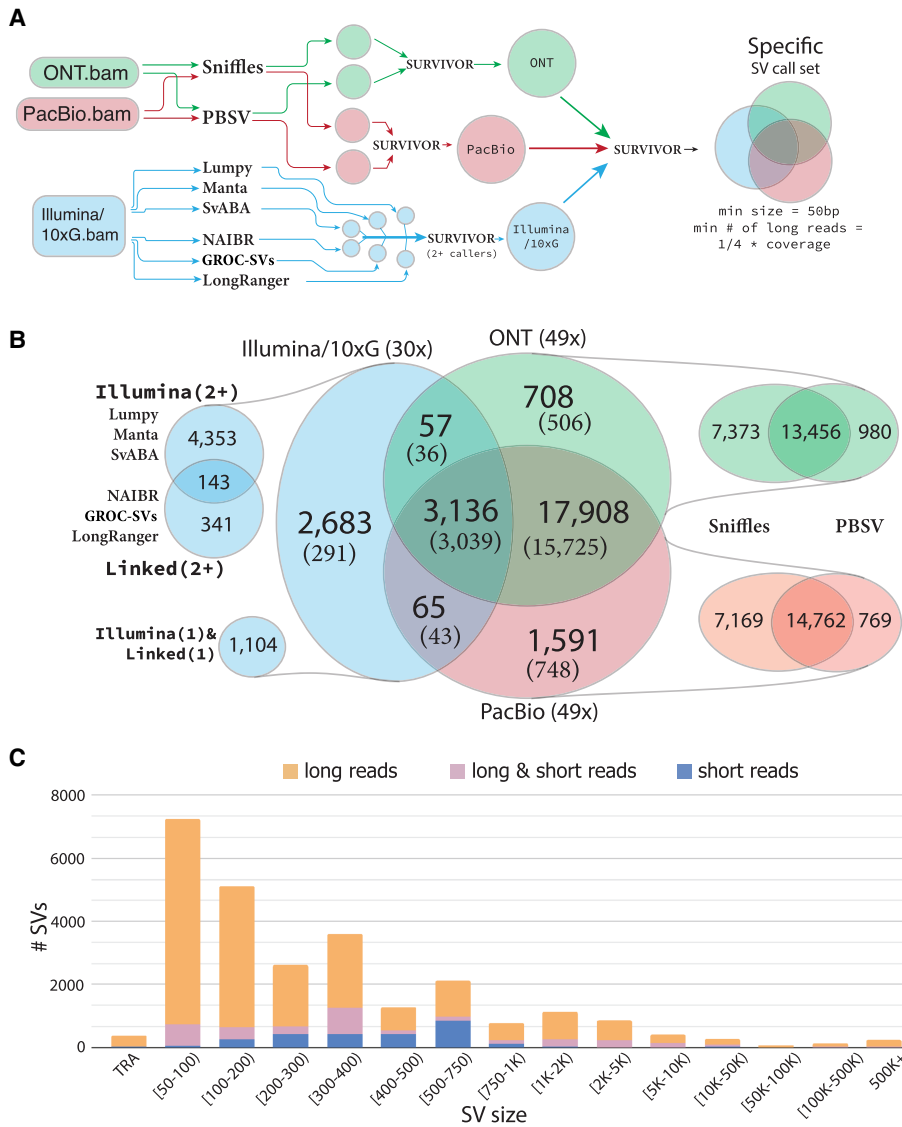 A
ONT.bam
PacBio.bam
Sniffles
PBSV
SURVIVOR
ONT
SURVIVOR
PacBio
SURVIVOR
Specific
SV call set
min size = 50bp
min # of long reads =
1/4 * coverage
Illumina/
10xG.bam
Lumpy
Manta
SvABA
NAIBR
GROC-SVs
LongRanger
SURVIVOR
(2+ callers)
Illumina
/10xG
B
Illumina/10xG (30x)
ONT (49x)
Illumina(2+)
Lumpy
Manta
SvABA
NAIBR
GROC-SVs
LongRanger
Linked(2+)
4,353
143
341
Illumina(1)&
Linked(1)
1,104
708
(506)
57
(36)
2,683
(291)
3,136
(3,039)
17,908
(15,725)
65
(43)
1,591
(748)
PacBio (49x)
7,373 13,456 980
Sniffles PBSV
7,169 14,762 769
C
long reads long & short reads short reads
# SVs
8000
6000
4000
2000
0
TRA [50-100) [100-200) [200-300) [300-400) [400-500) [500-750) [750-1K) [1K-2K) [2K-5K) [5K-10K) [10K-50K) [50K-100K) [100K-500K) 500K+
SV size